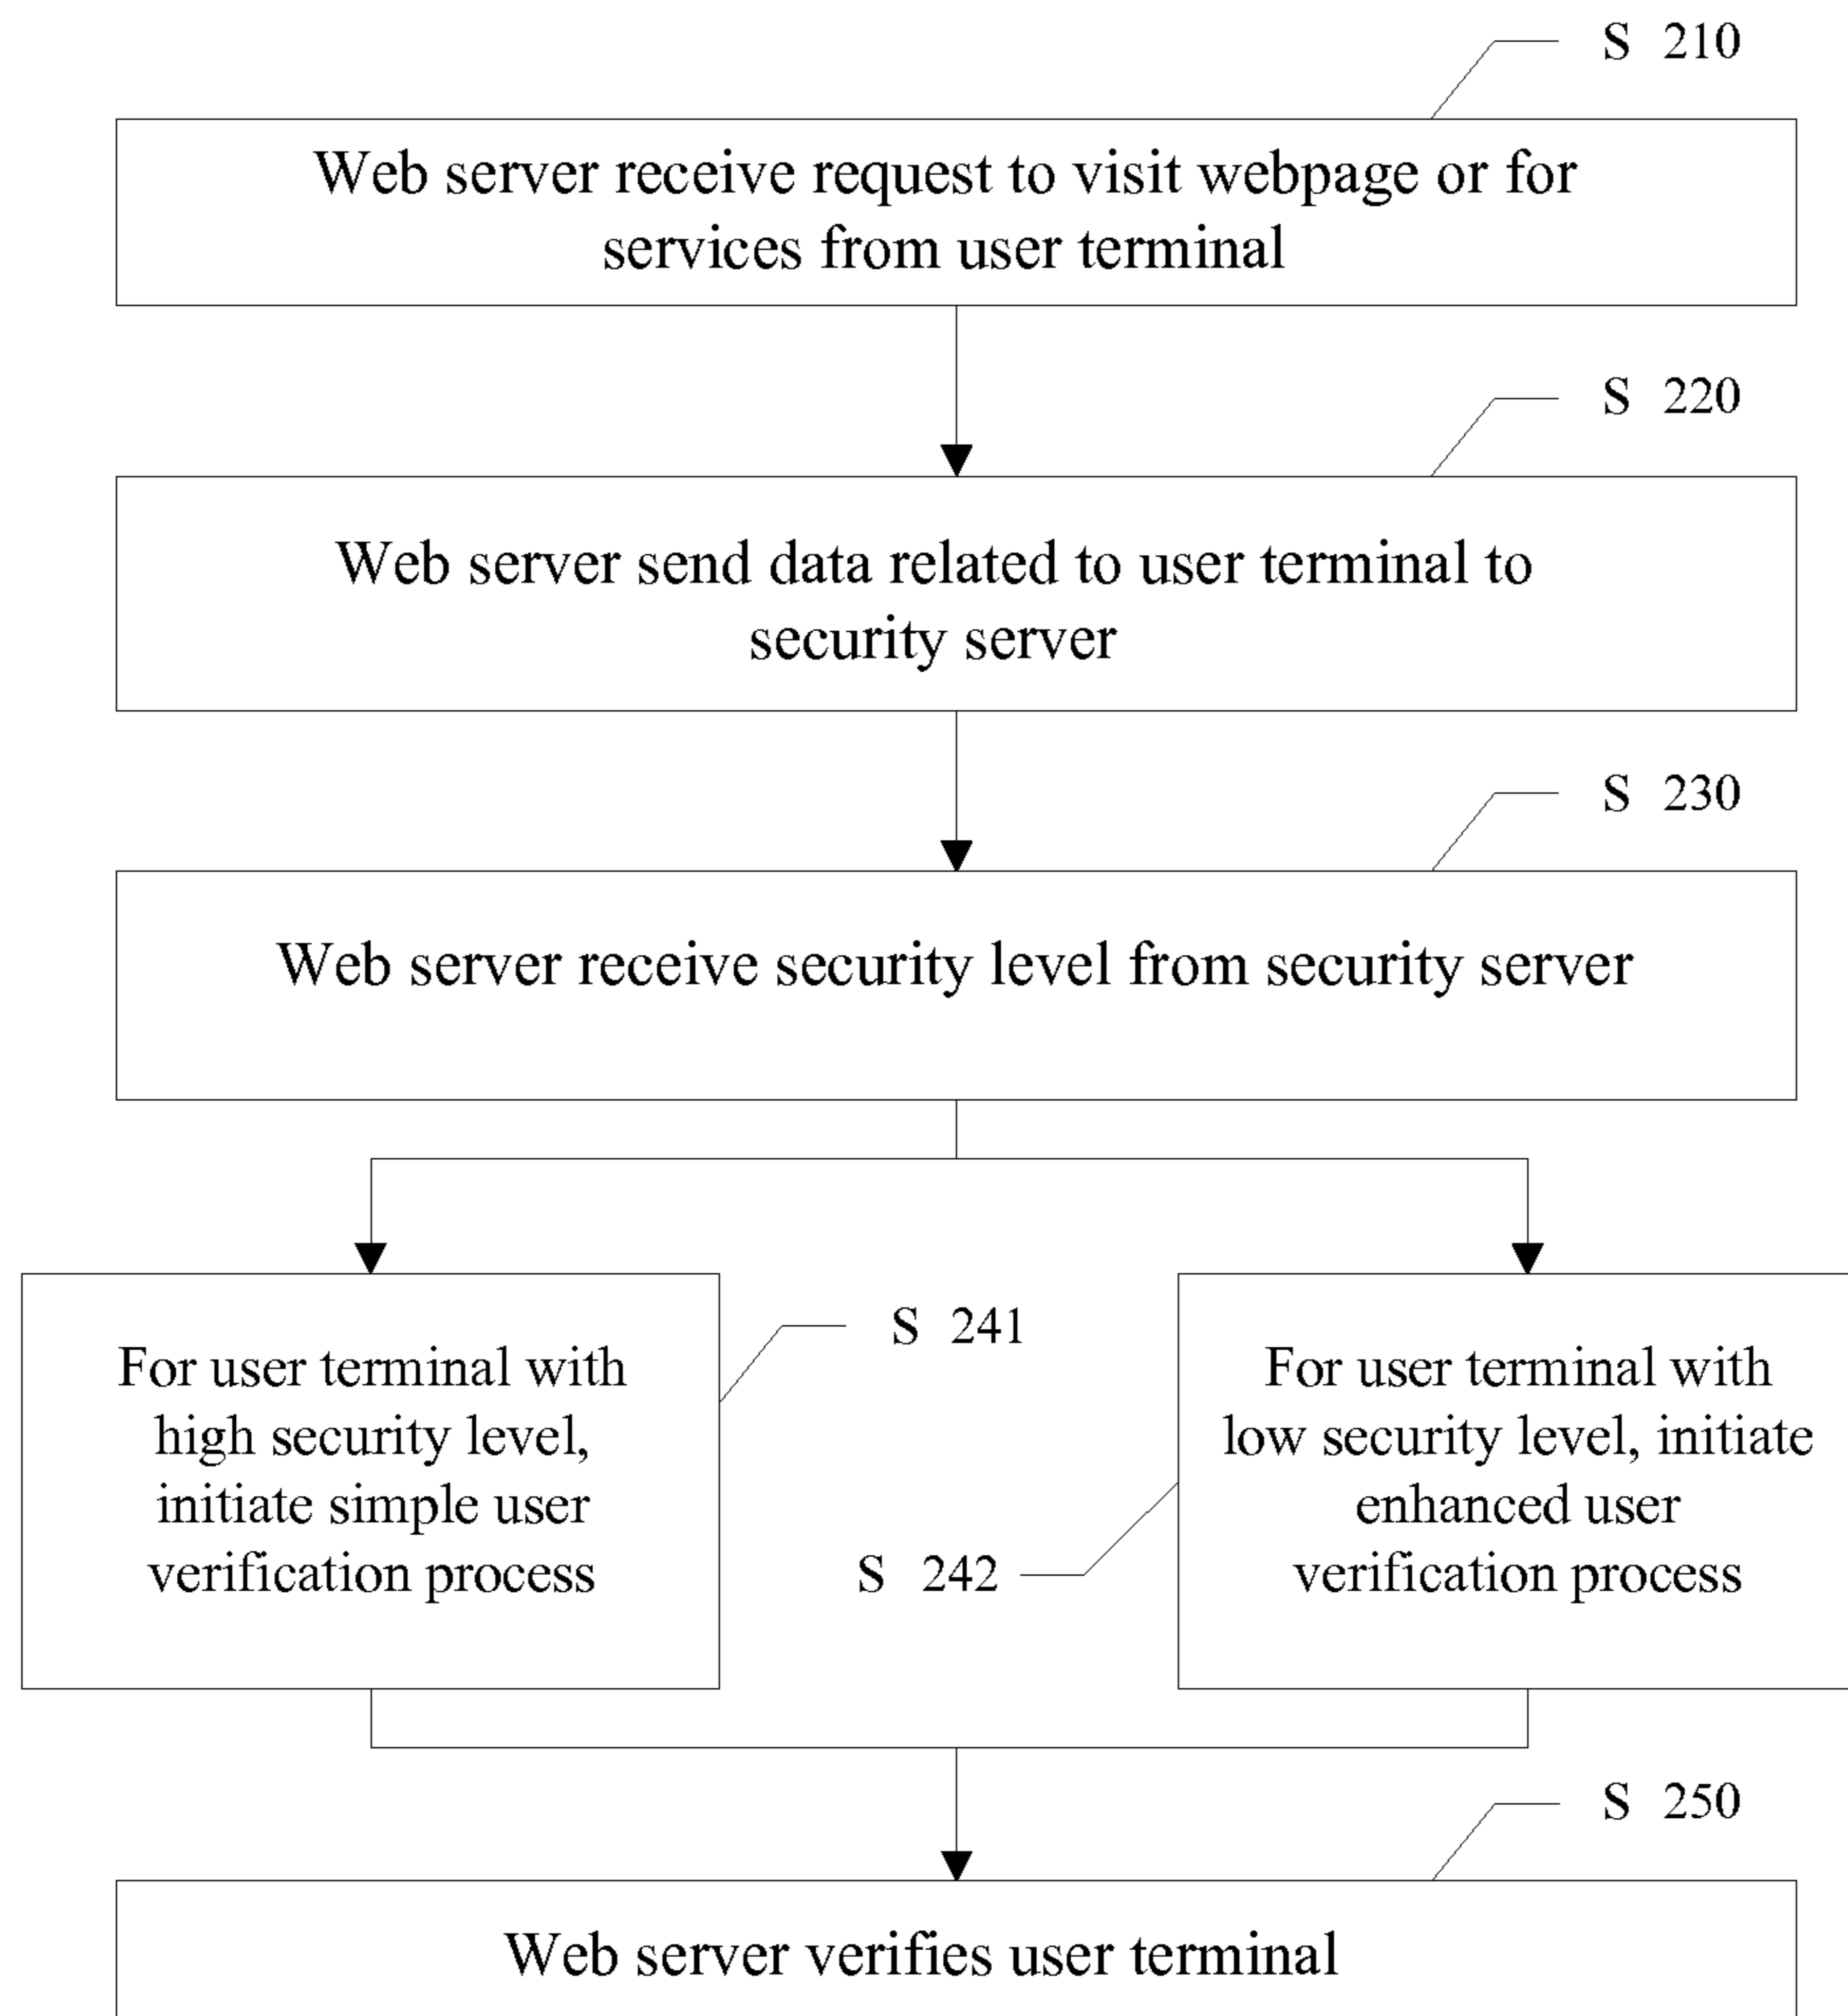 S 210
Web server receive request to visit webpage or for
services from user terminal
S 220
Web server send data related to user terminal to
security server
S 230
Web server receive security level from security server
For user terminal with
high security level,
initiate simple user
verification process
S 241
For user terminal with
low security level, initiate
enhanced user
verification process
S 242
S 250
Web server verifies user terminal